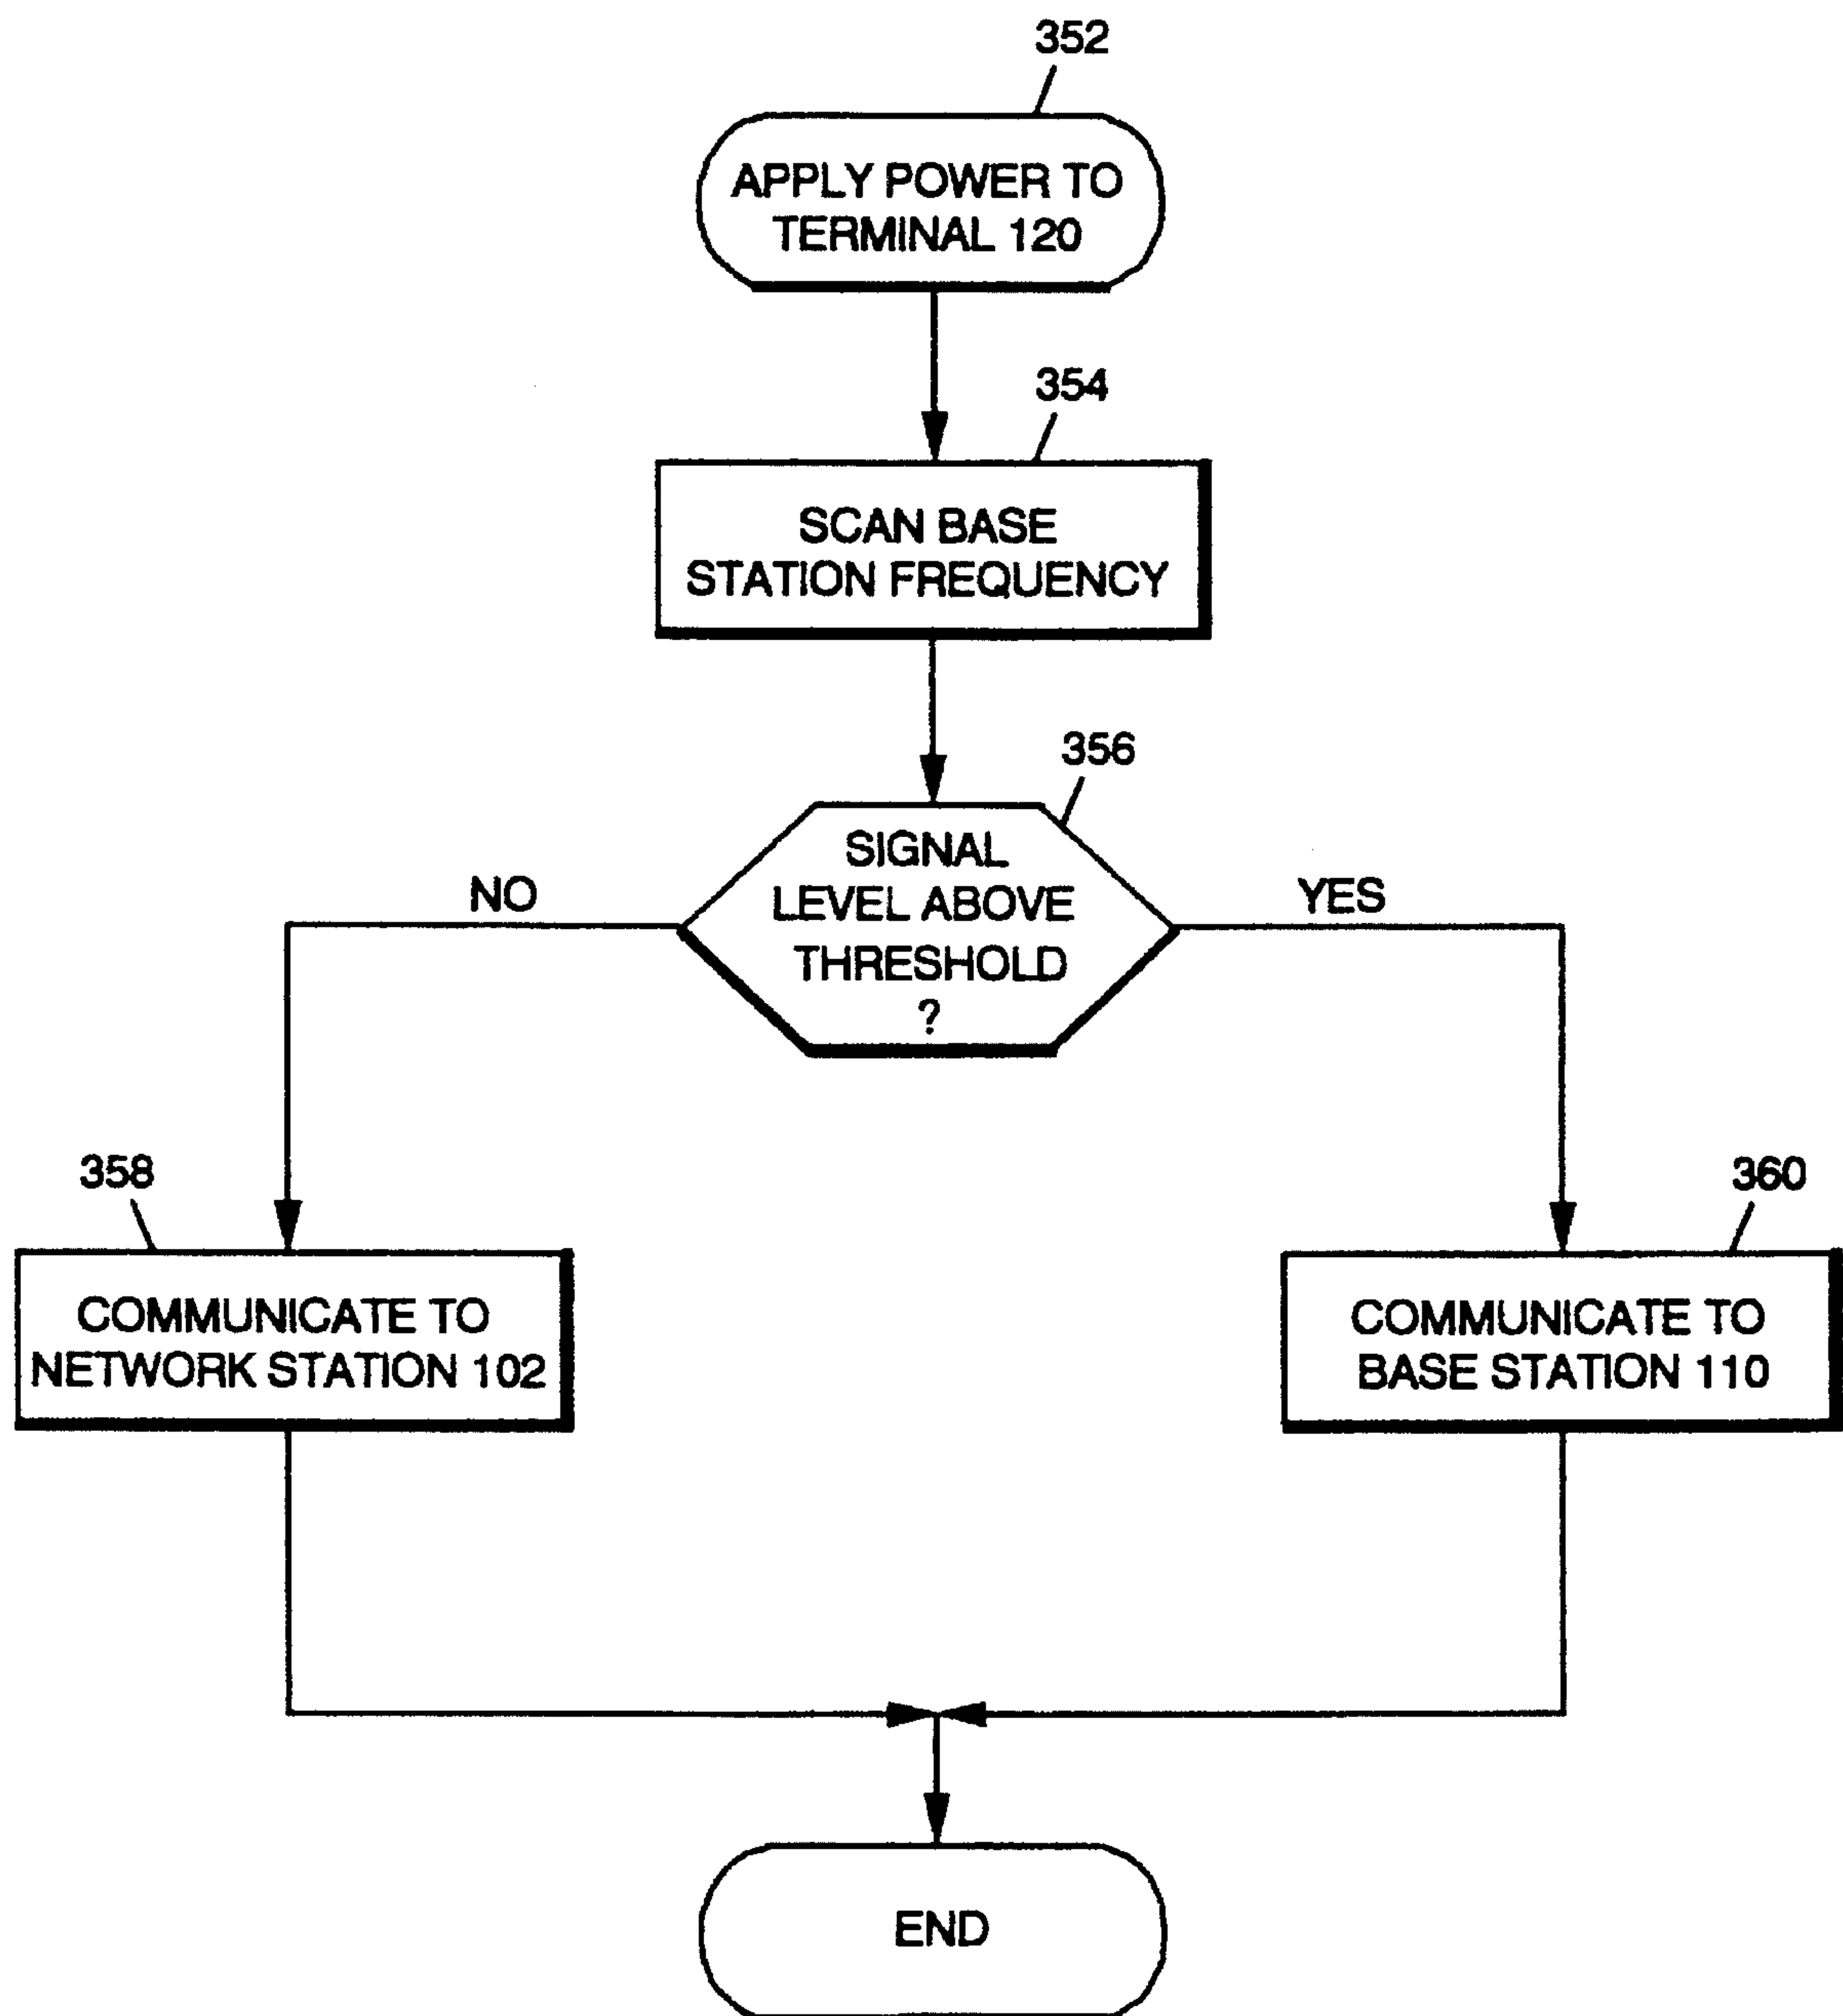 352
APPLY POWER TO
TERMINAL 120
354
SCAN BASE
STATION FREQUENCY
356
SIGNAL
LEVEL ABOVE
THRESHOLD
?
NO
YES
358
COMMUNICATE TO
NETWORK STATION 102
360
COMMUNICATE TO
BASE STATION 110
END